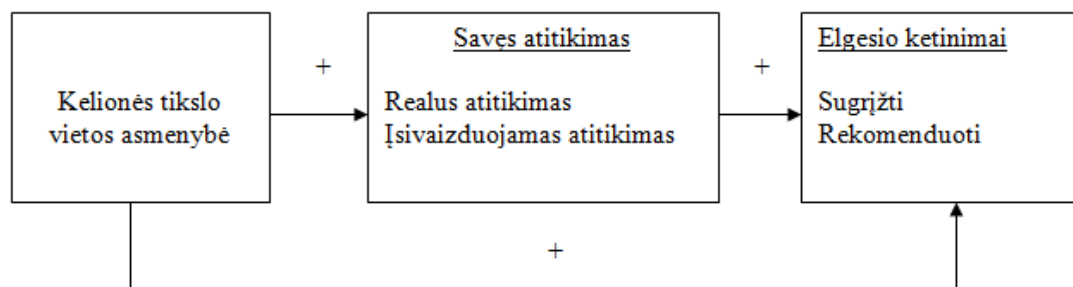 Kelionės tikslo
vietos asmenybė
+
Savęs atitikimas
Realus atitikimas
Įsivaizduojamas atitikimas
+
Elgesio ketinimai
Sugrįžti
Rekomenduoti
+